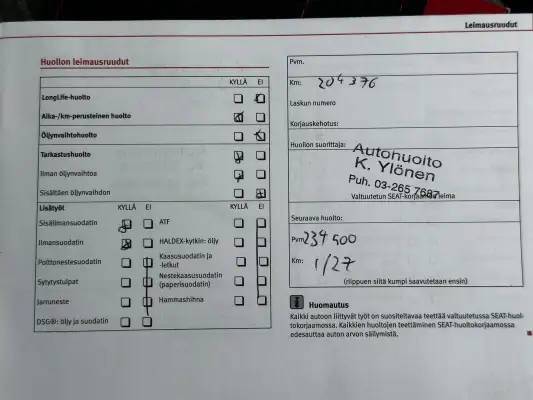 Leimausruudut
Huollon leimausruudut
KYLLÄ EI
LongLife-huolto
Aika-/km-perusteinen huolto
Öljynvaihtohuolto
Tarkastushuolto
Ilman öljynvaihtoa
Sisältäen öljynvaihdon
Lisätyöt KYLLÄ EI KYLLÄ EI
Sisäilmansuodatin ATF
Ilmansuodatin HALDEX-kytkin: öljy
Polttonestesuodatin Kaasusuodatin ja
-letkut
Sytytystulpat Nestekaasusuodatin
(paperisuodatin)
Jarruneste Hammashihna
DSG®: öljy ja suodatin
Pvm.
Km: 204 376
Laskun numero
Korjauskehotus:
Huollon suorittaja:
Autohuolto
K. Ylönen
Puh. 03-265 7687
Valtuutetun SEAT-korjaamon leima
Seuraava huolto:
Pvm 234 500
Km: 1/27
(riippuen siitä kumpi saavutetaan ensin)
i Huomautus
Kaikki autoon liittyvät työt on suositeltavaa teettää valtuutetussa SEAT-huol-
tokorjaamossa. Kaikkien huoltojen teettäminen SEAT-huoltokorjaamossa
edesauttaa auton arvon säilymistä.